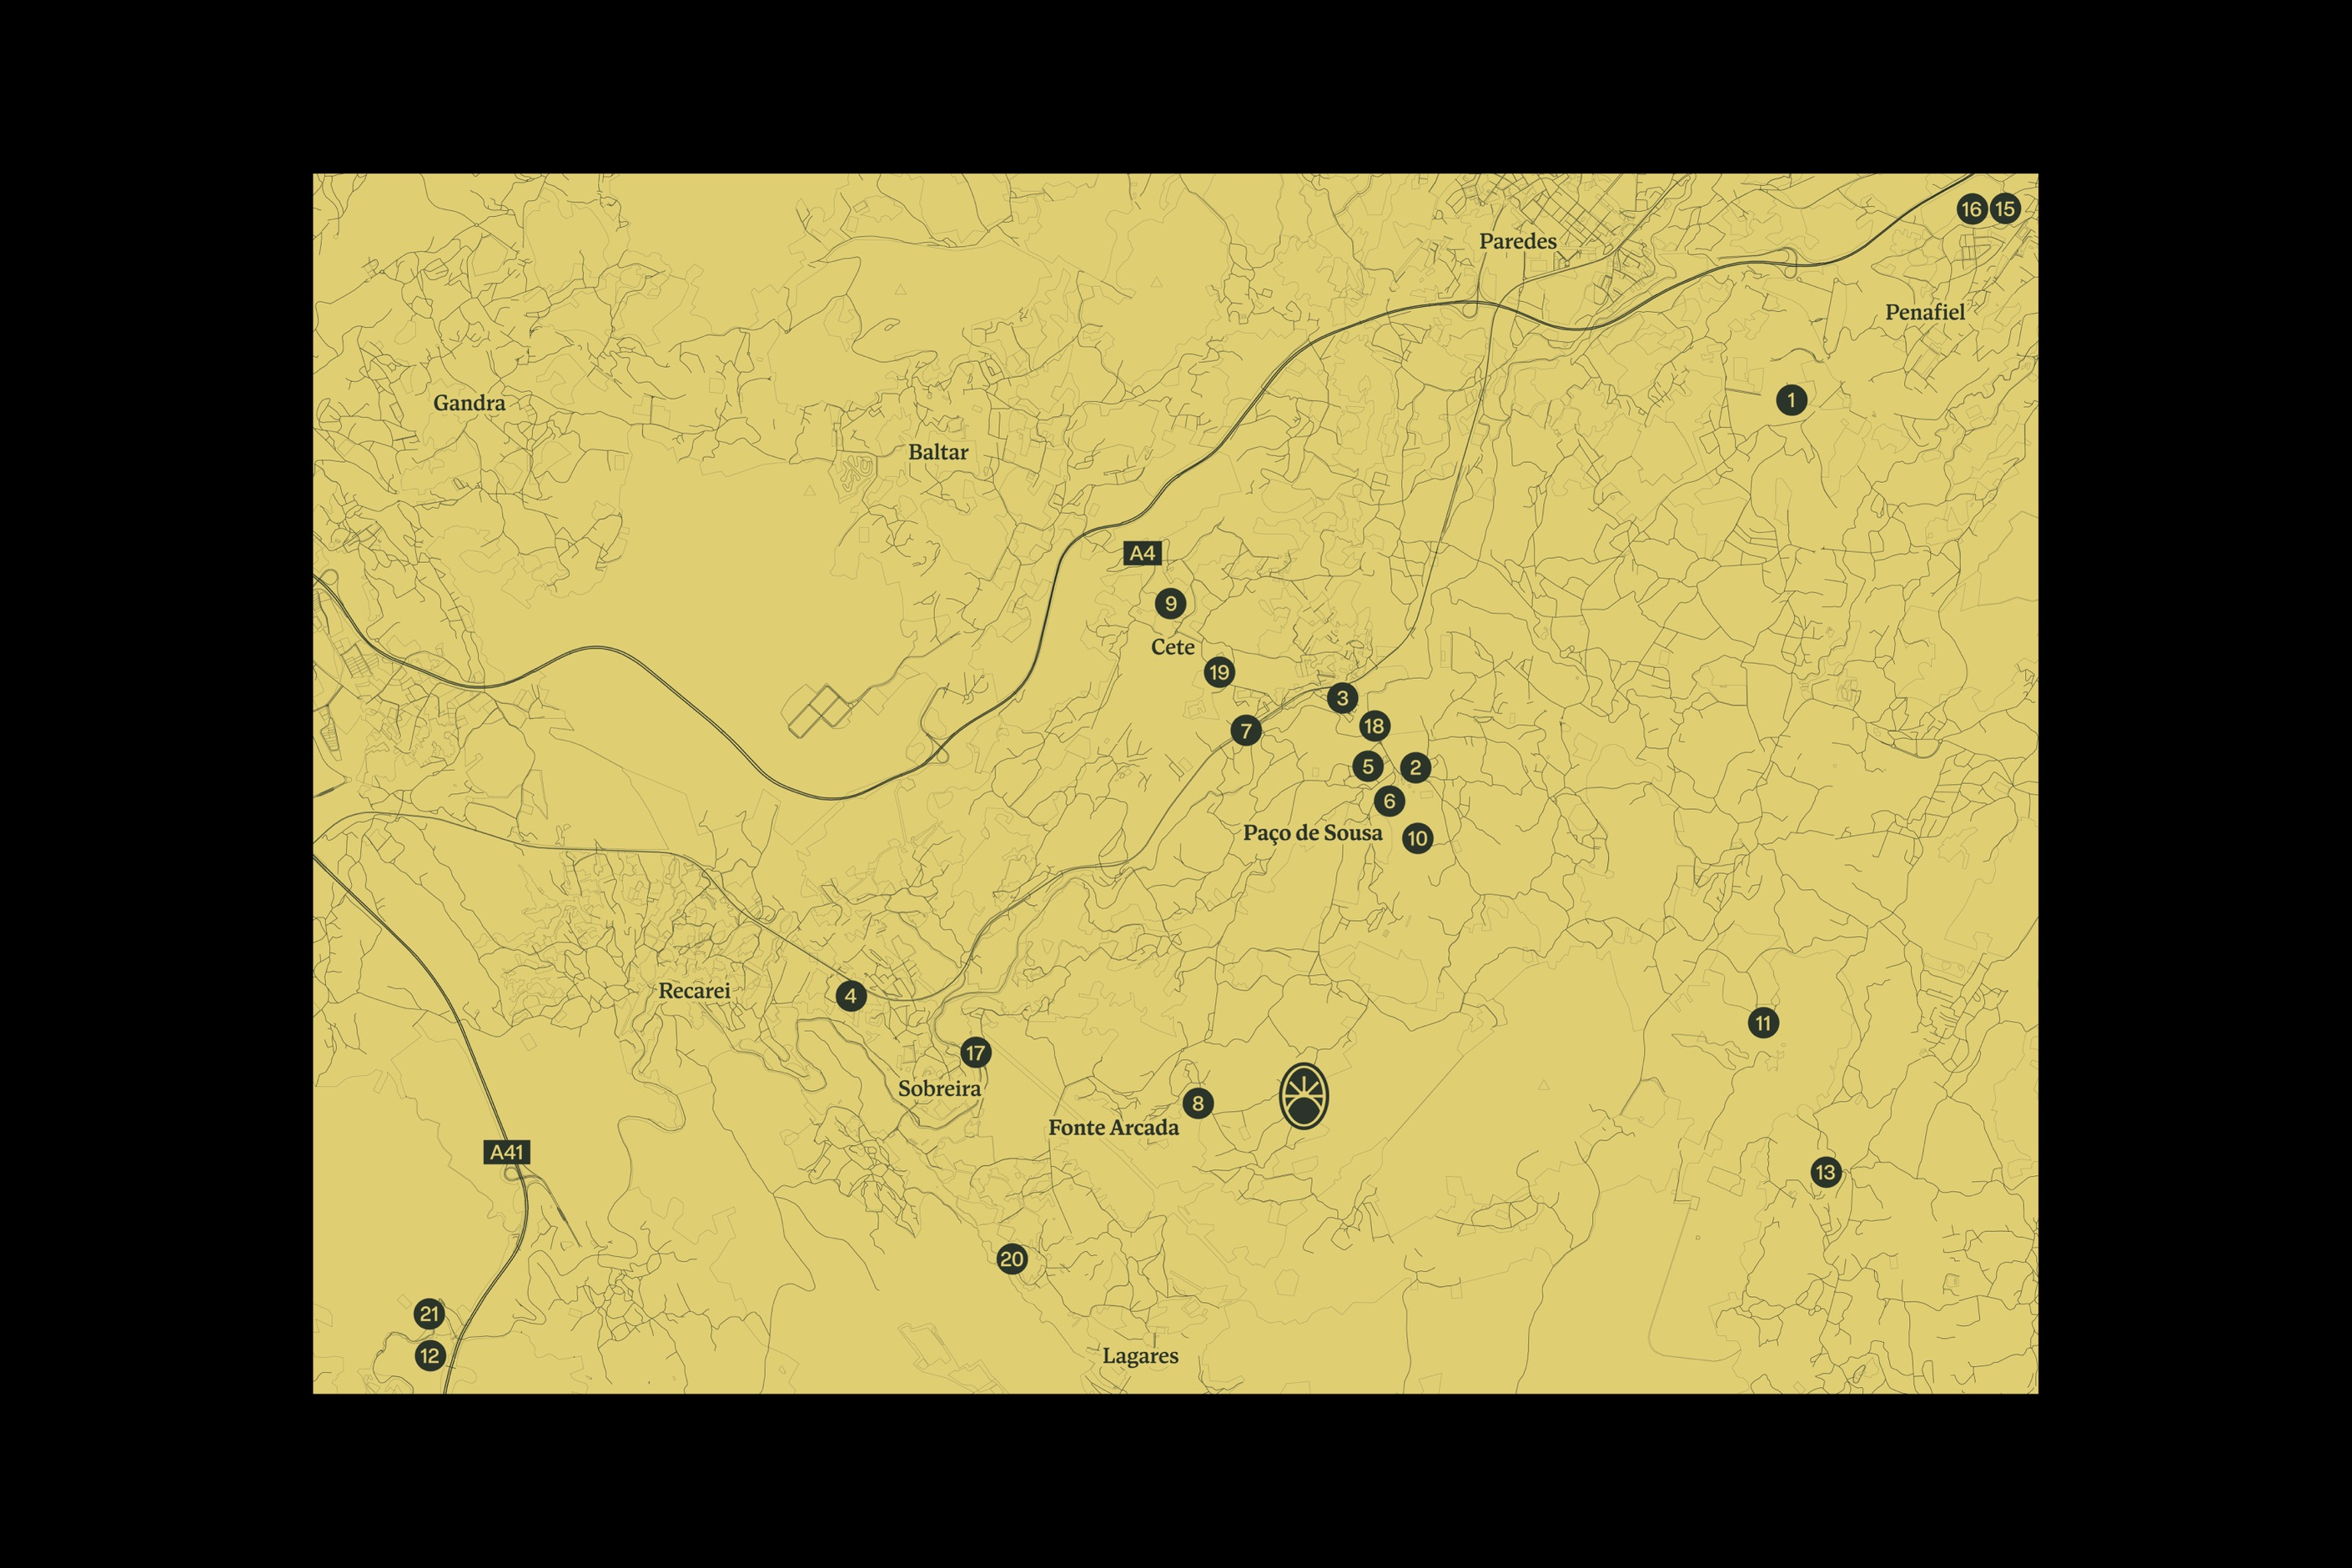 16 15
Paredes
Penafiel
1
Gandra
Baltar
A4
9
Cete
19
3
7
18
5
2
6
Paço de Sousa
10
Recarei
4
11
17
Sobreira
8
Fonte Arcada
A41
13
20
21
12
Lagares